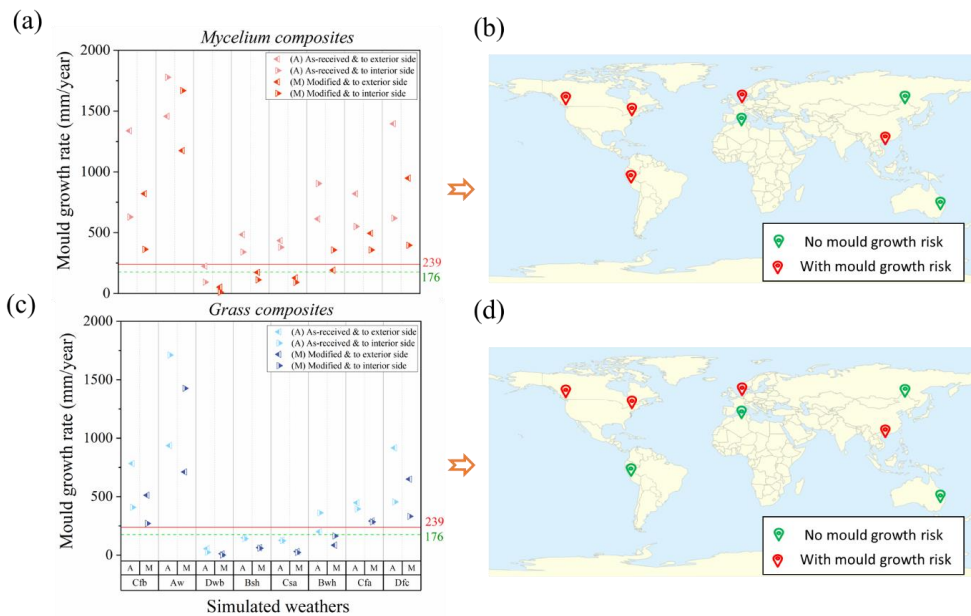 (a)
Mycelium composites
2000
1500
1000
500
0
Mould growth rate (mm/year)
(A) As-received & to exterior side
(A) As-received & to interior side
(M) Modified & to exterior side
(M) Modified & to interior side
239
176
(b)
No mould growth risk
With mould growth risk
(c)
Grass composites
2000
1500
1000
500
0
Mould growth rate (mm/year)
(A) As-received & to exterior side
(A) As-received & to interior side
(M) Modified & to exterior side
(M) Modified & to interior side
239
176
A M A M A M A M A M A M A M A M
Cfb Aw Dwb Bsh Csa Bwh Cfa Dfc
Simulated weathers
(d)
No mould growth risk
With mould growth risk